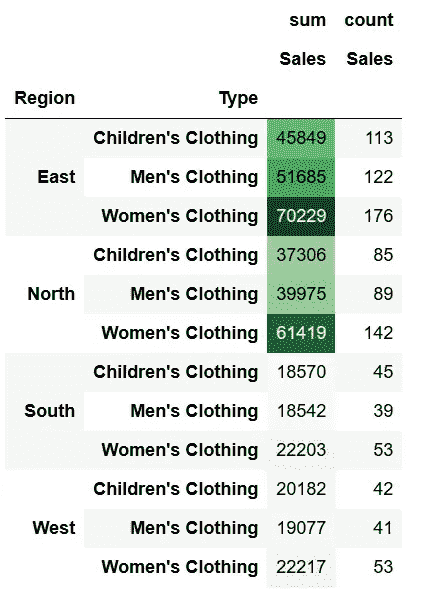 sum count
Sales Sales
Region Type
Children's Clothing 45849 113
East Men's Clothing 51685 122
Women's Clothing 70229 176
Children's Clothing 37306 85
North Men's Clothing 39975 89
Women's Clothing 61419 142
Children's Clothing 18570 45
South Men's Clothing 18542 39
Women's Clothing 22203 53
Children's Clothing 20182 42
West Men's Clothing 19077 41
Women's Clothing 22217 53